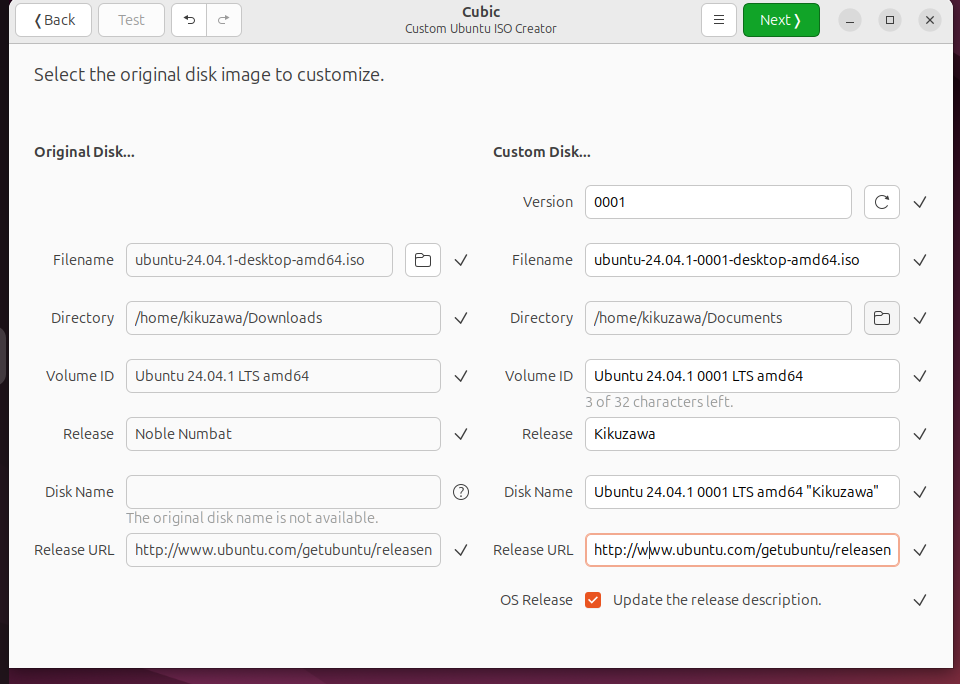 Back
Test
Cubic
Custom Ubuntu ISO Creator
Next
Select the original disk image to customize.
Original Disk...
Custom Disk...
Version 0001
Filename ubuntu-24.04.1-desktop-amd64.iso
Filename ubuntu-24.04.1-0001-desktop-amd64.iso
Directory /home/kikuzawa/Downloads
Directory /home/kikuzawa/Documents
Volume ID Ubuntu 24.04.1 LTS amd64
Volume ID Ubuntu 24.04.1 0001 LTS amd64
3 of 32 characters left.
Release Noble Numbat
Release Kikuzawa
Disk Name
The original disk name is not available.
Disk Name Ubuntu 24.04.1 0001 LTS amd64 "Kikuzawa"
Release URL http://www.ubuntu.com/getubuntu/releasen
Release URL http://www.ubuntu.com/getubuntu/releasen
OS Release Update the release description.